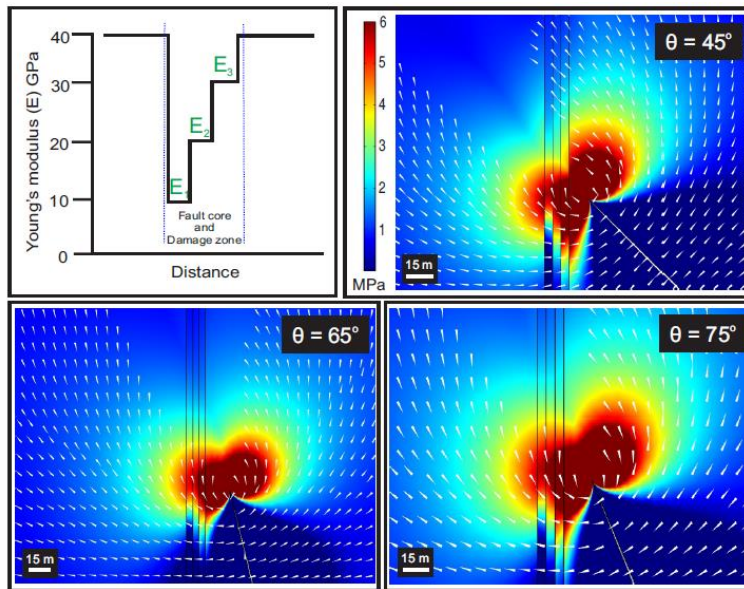 Young's modulus (E) GPa
40
30
20
10
0
E1
E2
E3
Fault core
and
Damage zone
Distance
6
5
4
3
2
1
MPa
θ = 45°
15 m
θ = 65°
15 m
θ = 75°
15 m